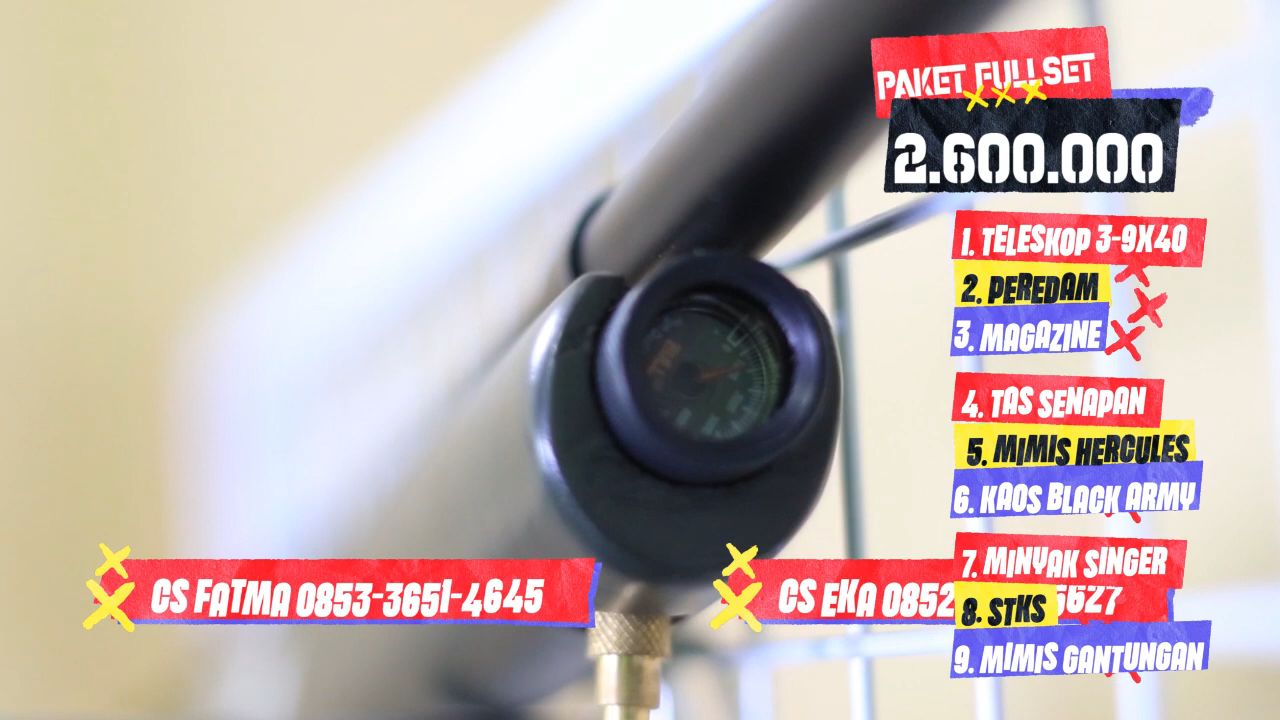 PAKET FULL SET
2.600.000
1. TELESKOP 3-9X40
2. PEREDAM
3. MAGAZINE
4. TAS SENAPAN
5. MIMIS HERCULES
6. KAOS BLACK ARMY
7. MINYAK SINGER
8. STKS
9. MIMIS GANTUNGAN
CS FATMA 0853-3651-4645
CS EKA 0852